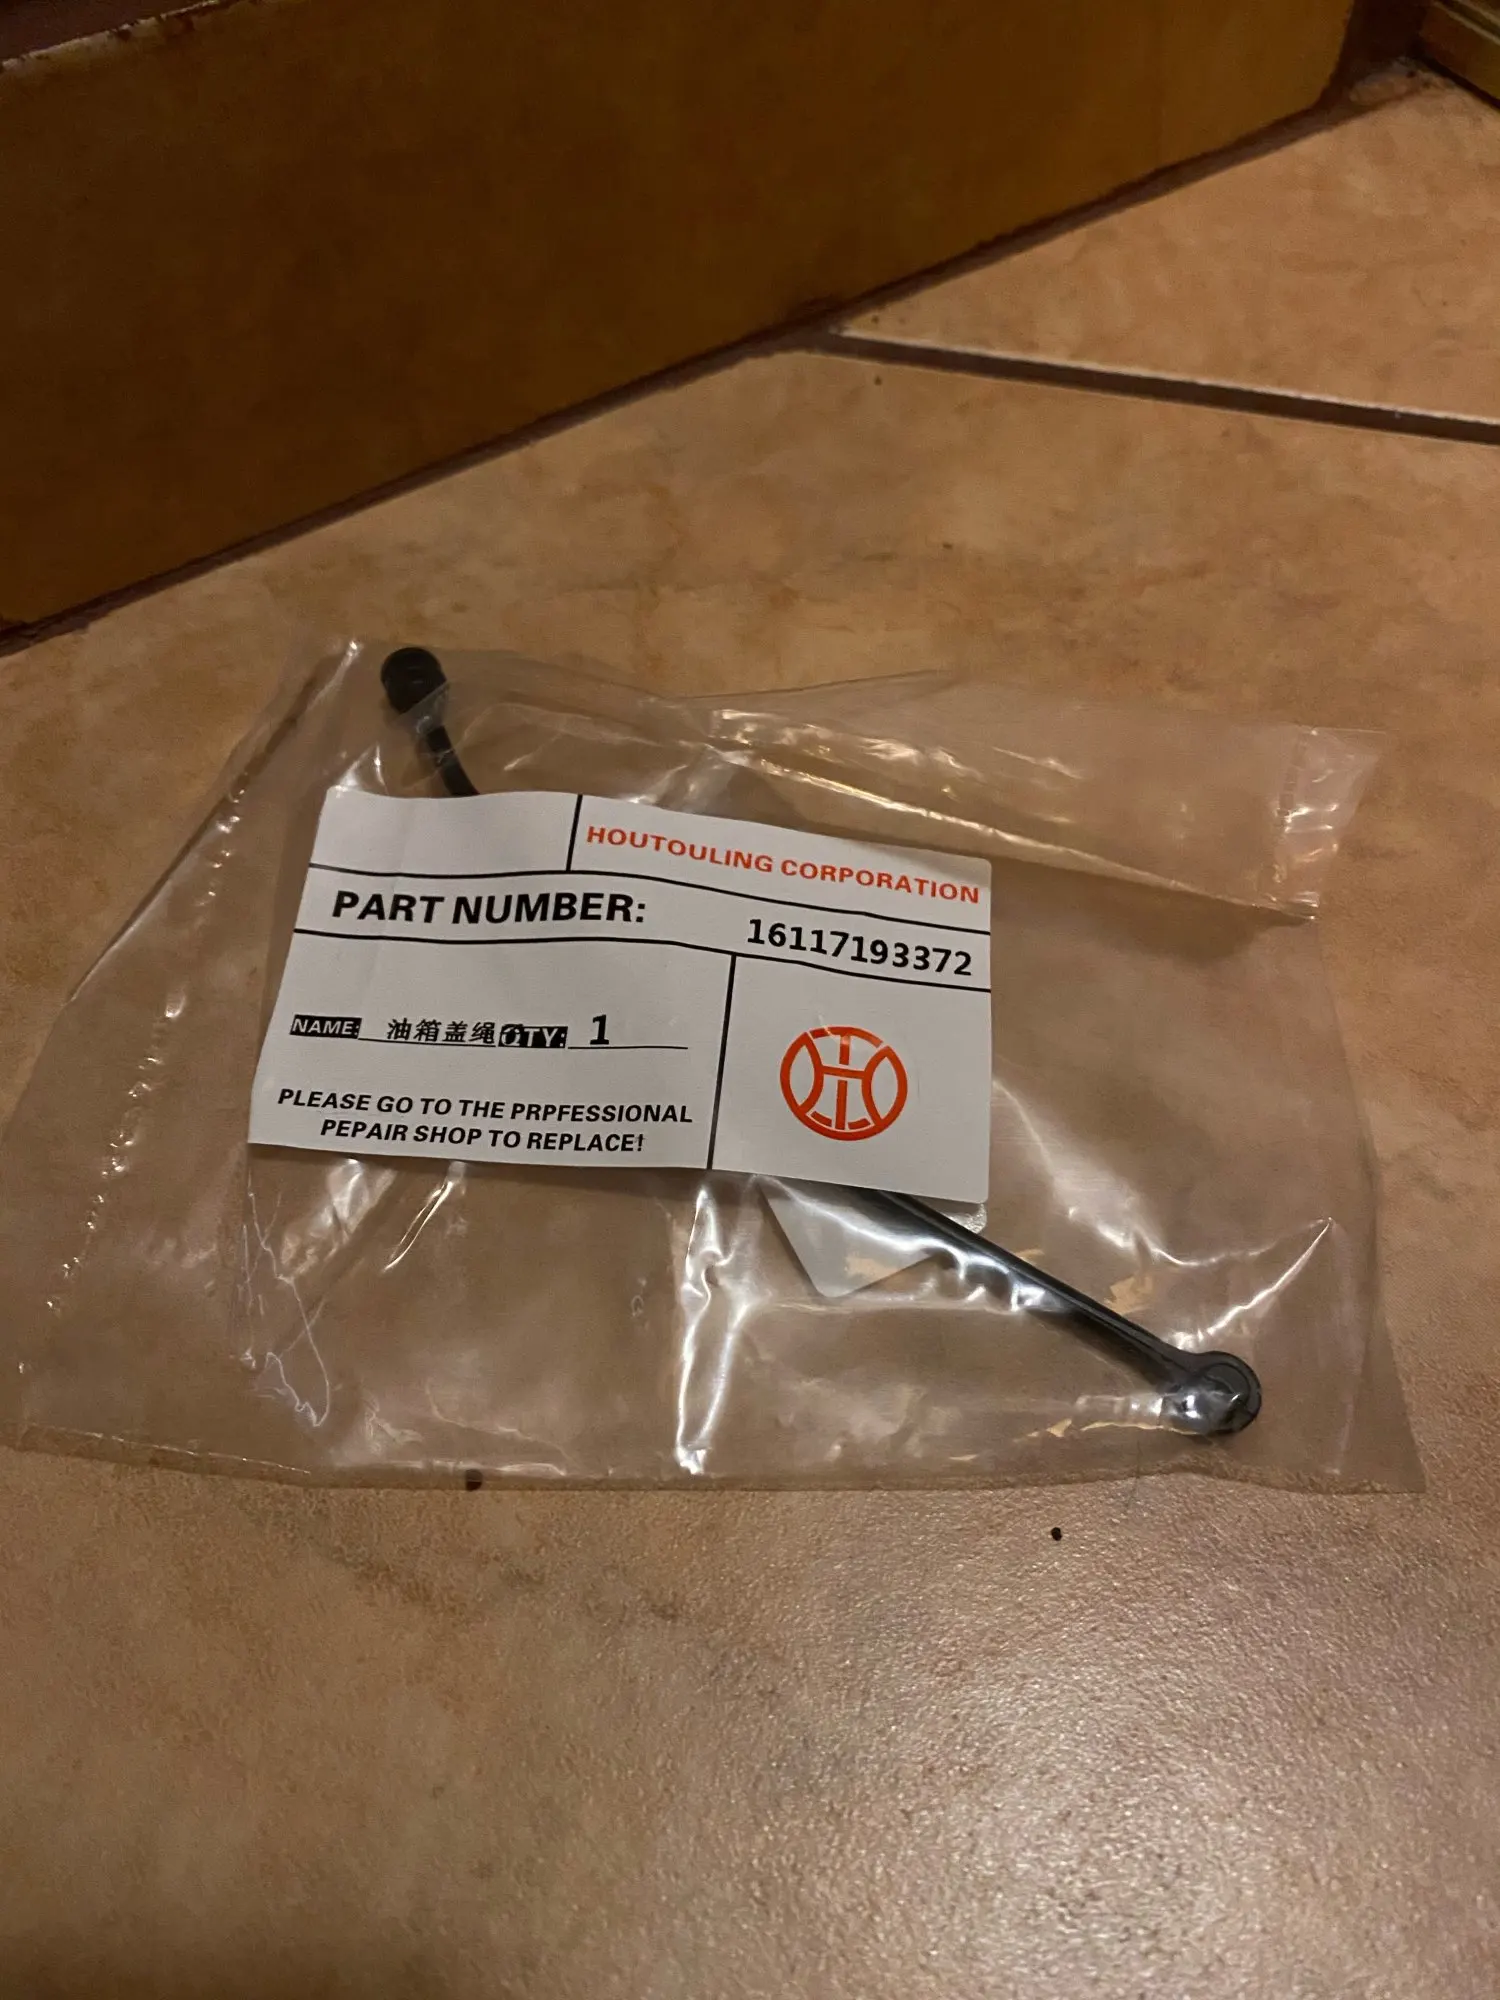 HOUTOULING CORPORATION
PART NUMBER: 16117193372
NAME: 油箱盖绳 QTY: 1
PLEASE GO TO THE PRPFESSIONAL
PEPAIR SHOP TO REPLACE!